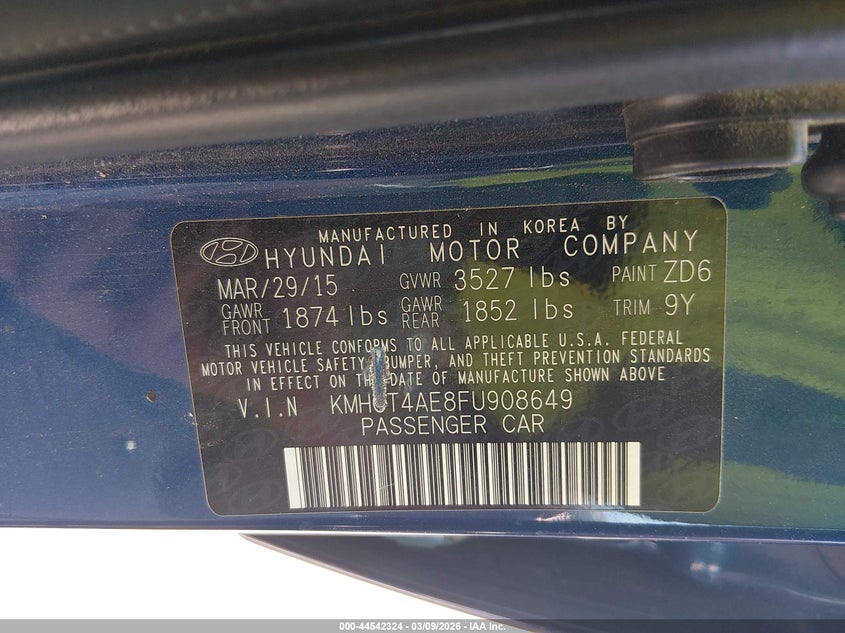 MANUFACTURED IN KOREA BY
HYUNDAI MOTOR COMPANY
MAR/29/15 GVWR 3527 lbs PAINT ZD6
GAWR FRONT 1874 lbs GAWR REAR 1852 lbs TRIM 9Y
THIS VEHICLE CONFORMS TO ALL APPLICABLE U.S.A. FEDERAL
MOTOR VEHICLE SAFETY, BUMPER, AND THEFT PREVENTION STANDARDS
IN EFFECT ON THE DATE OF MANUFACTURE SHOWN ABOVE
V.I.N
PASSENGER CAR
000-44542324 | 03/09/2026 - IAA Inc.